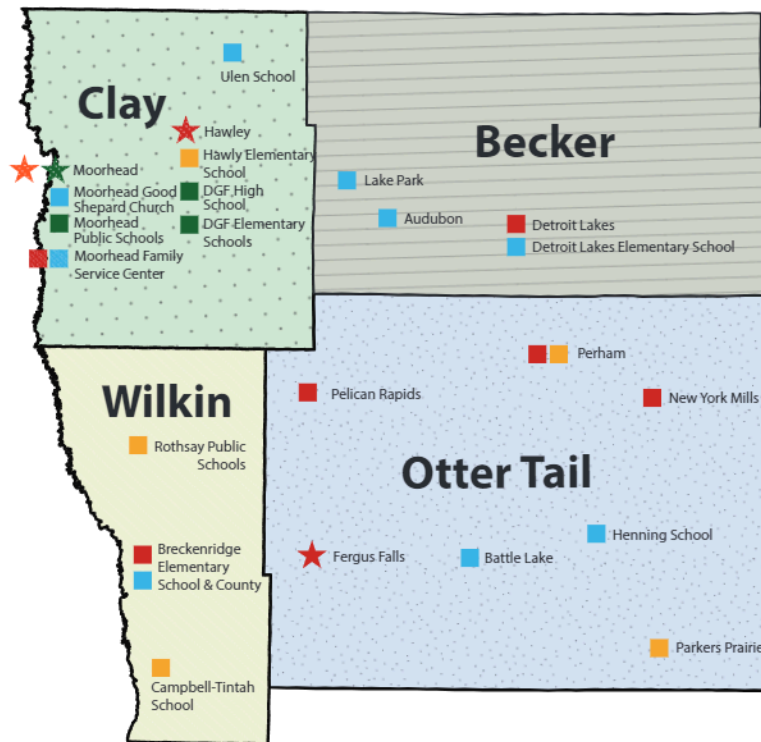 Ulen School
Clay
Hawley
Hawly Elementary
School
Moorhead
Moorhead Good
Shepard Church
DGF High
School
Moorhead
Public Schools
DGF Elementary
Schools
Moorhead Family
Service Center
Becker
Lake Park
Audubon
Detroit Lakes
Detroit Lakes Elementary School
Wilkin
Rothsay Public
Schools
Breckenridge
Elementary
School & County
Campbell-Tintah
School
Perham
Pelican Rapids
New York Mills
Otter Tail
Henning School
Fergus Falls
Battle Lake
Parkers Prairie